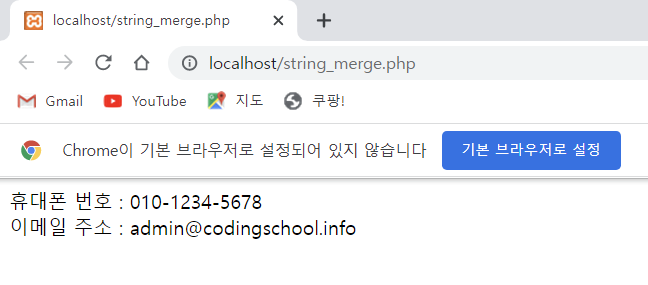 localhost/string_merge.php
localhost/string_merge.php
Gmail YouTube 지도 쿠팡!
Chrome이 기본 브라우저로 설정되어 있지 않습니다 기본 브라우저로 설정
휴대폰 번호 : 010-1234-5678
이메일 주소 : admin@codingschool.info